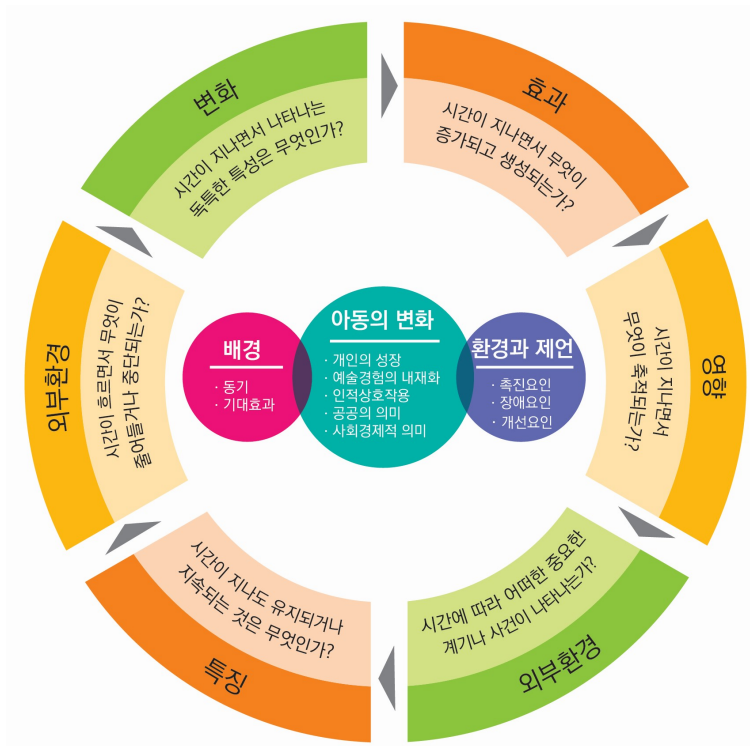 변화
시간이 지나면서 나타나는
독특한 특성은 무엇인가?
효과
시간이 지나면서 무엇이
증가되고 생성되는가?
영향
시간이 지나면서
무엇이 축적되는가?
외부환경
시간에 따라 어떠한 중요한
계기나 사건이 나타나는가?
특징
시간이 지나도 유지되거나
지속되는 것은 무엇인가?
외부환경
시간이 흐르면서 무엇이
줄어들거나 중단되는가?
배경
· 동기
· 기대효과
아동의 변화
· 개인의 성장
· 예술경험의 내재화
· 인적상호작용
· 공공의 의미
· 사회경제적 의미
환경과 제언
· 촉진요인
· 장애요인
· 개선요인